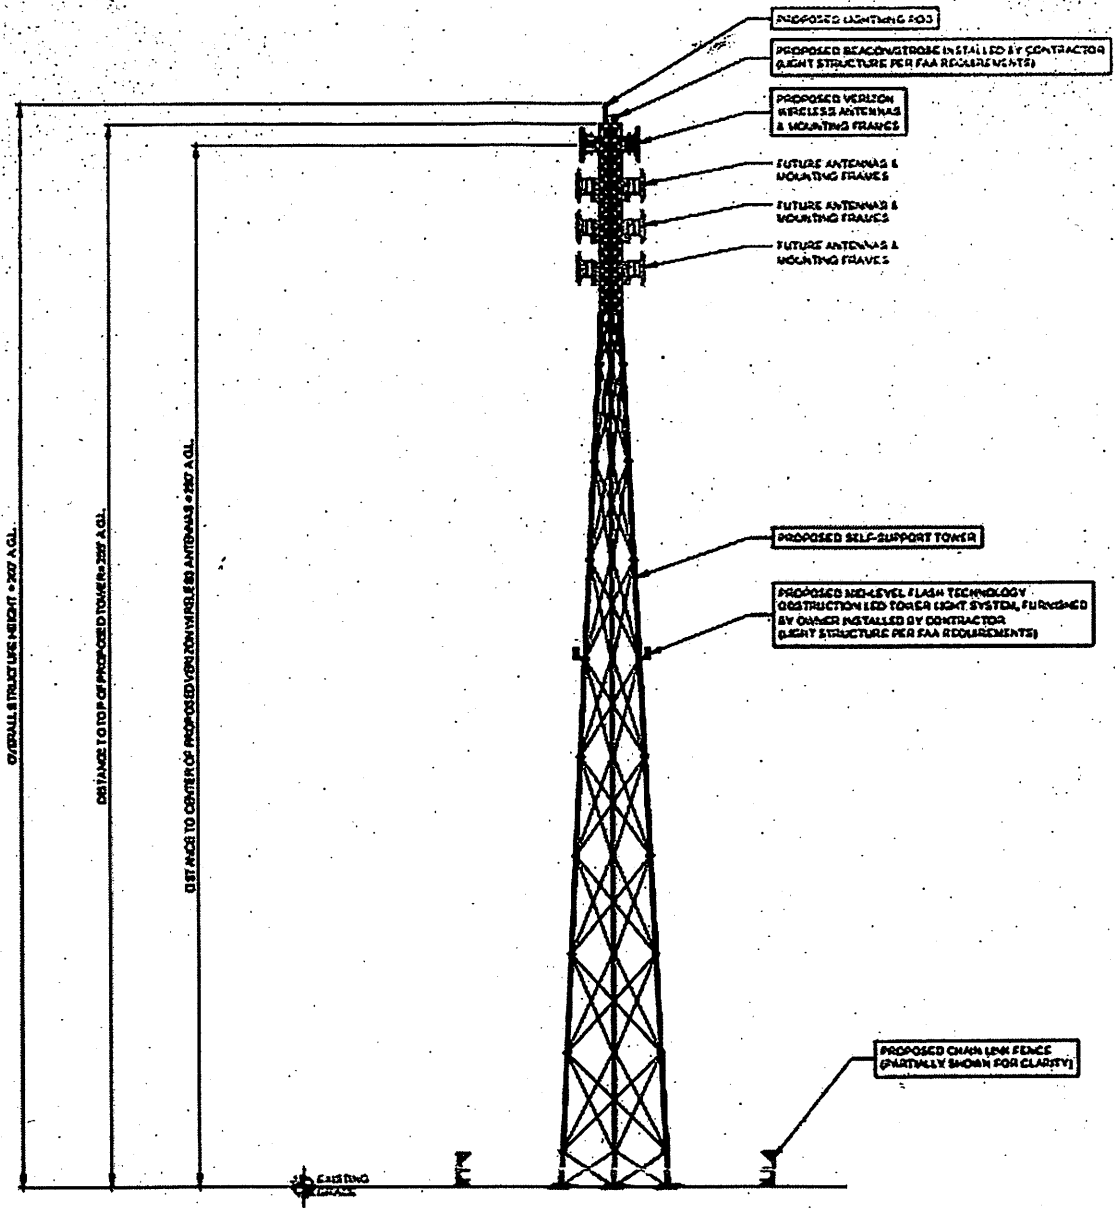 PROPOSED LIGHTNING ROD
PROPOSED BEACON/STROBE INSTALLED BY CONTRACTOR
(LIGHT STRUCTURE PER FAA REQUIREMENTS)
PROPOSED VERIZON
WIRELESS ANTENNAS
& MOUNTING FRAMES
FUTURE ANTENNAS &
MOUNTING FRAMES
FUTURE ANTENNAS &
MOUNTING FRAMES
FUTURE ANTENNAS &
MOUNTING FRAMES
OVERALL STRUCTURE HEIGHT = A.G.L.
DISTANCE TO TOP OF PROPOSED TOWER = A.G.L.
DISTANCE TO CENTER OF PROPOSED VERIZON WIRELESS ANTENNAS = A.G.L.
PROPOSED SELF-SUPPORT TOWER
PROPOSED MID-LEVEL FLASH TECHNOLOGY
OBSTRUCTION LED TOWER LIGHT SYSTEM, FURNISHED
BY OWNER INSTALLED BY CONTRACTOR
(LIGHT STRUCTURE PER FAA REQUIREMENTS)
PROPOSED CHAIN LINK FENCE
(PARTIALLY SHOWN FOR CLARITY)
EXISTING
GRADE